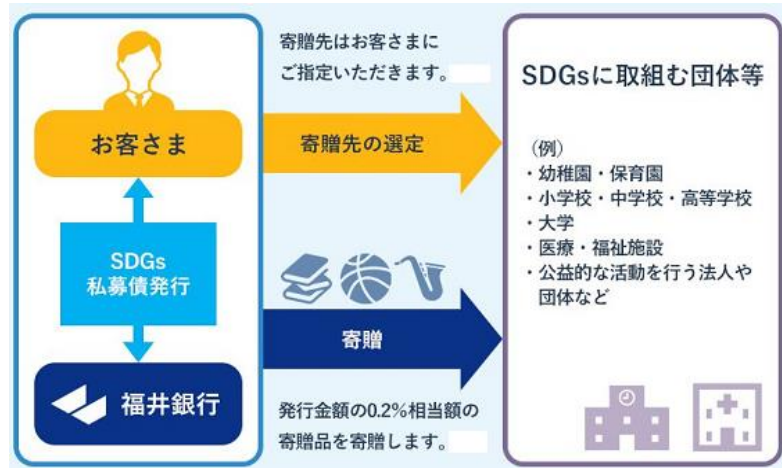 寄贈先はお客さまに
ご指定いただきます。
お客さま
寄贈先の選定
SDGs
私募債発行
寄贈
福井銀行
発行金額の0.2%相当額の
寄贈品を寄贈します。
SDGsに取組む団体等
（例）
・幼稚園・保育園
・小学校・中学校・高等学校
・大学
・医療・福祉施設
・公益的な活動を行う法人や
団体など